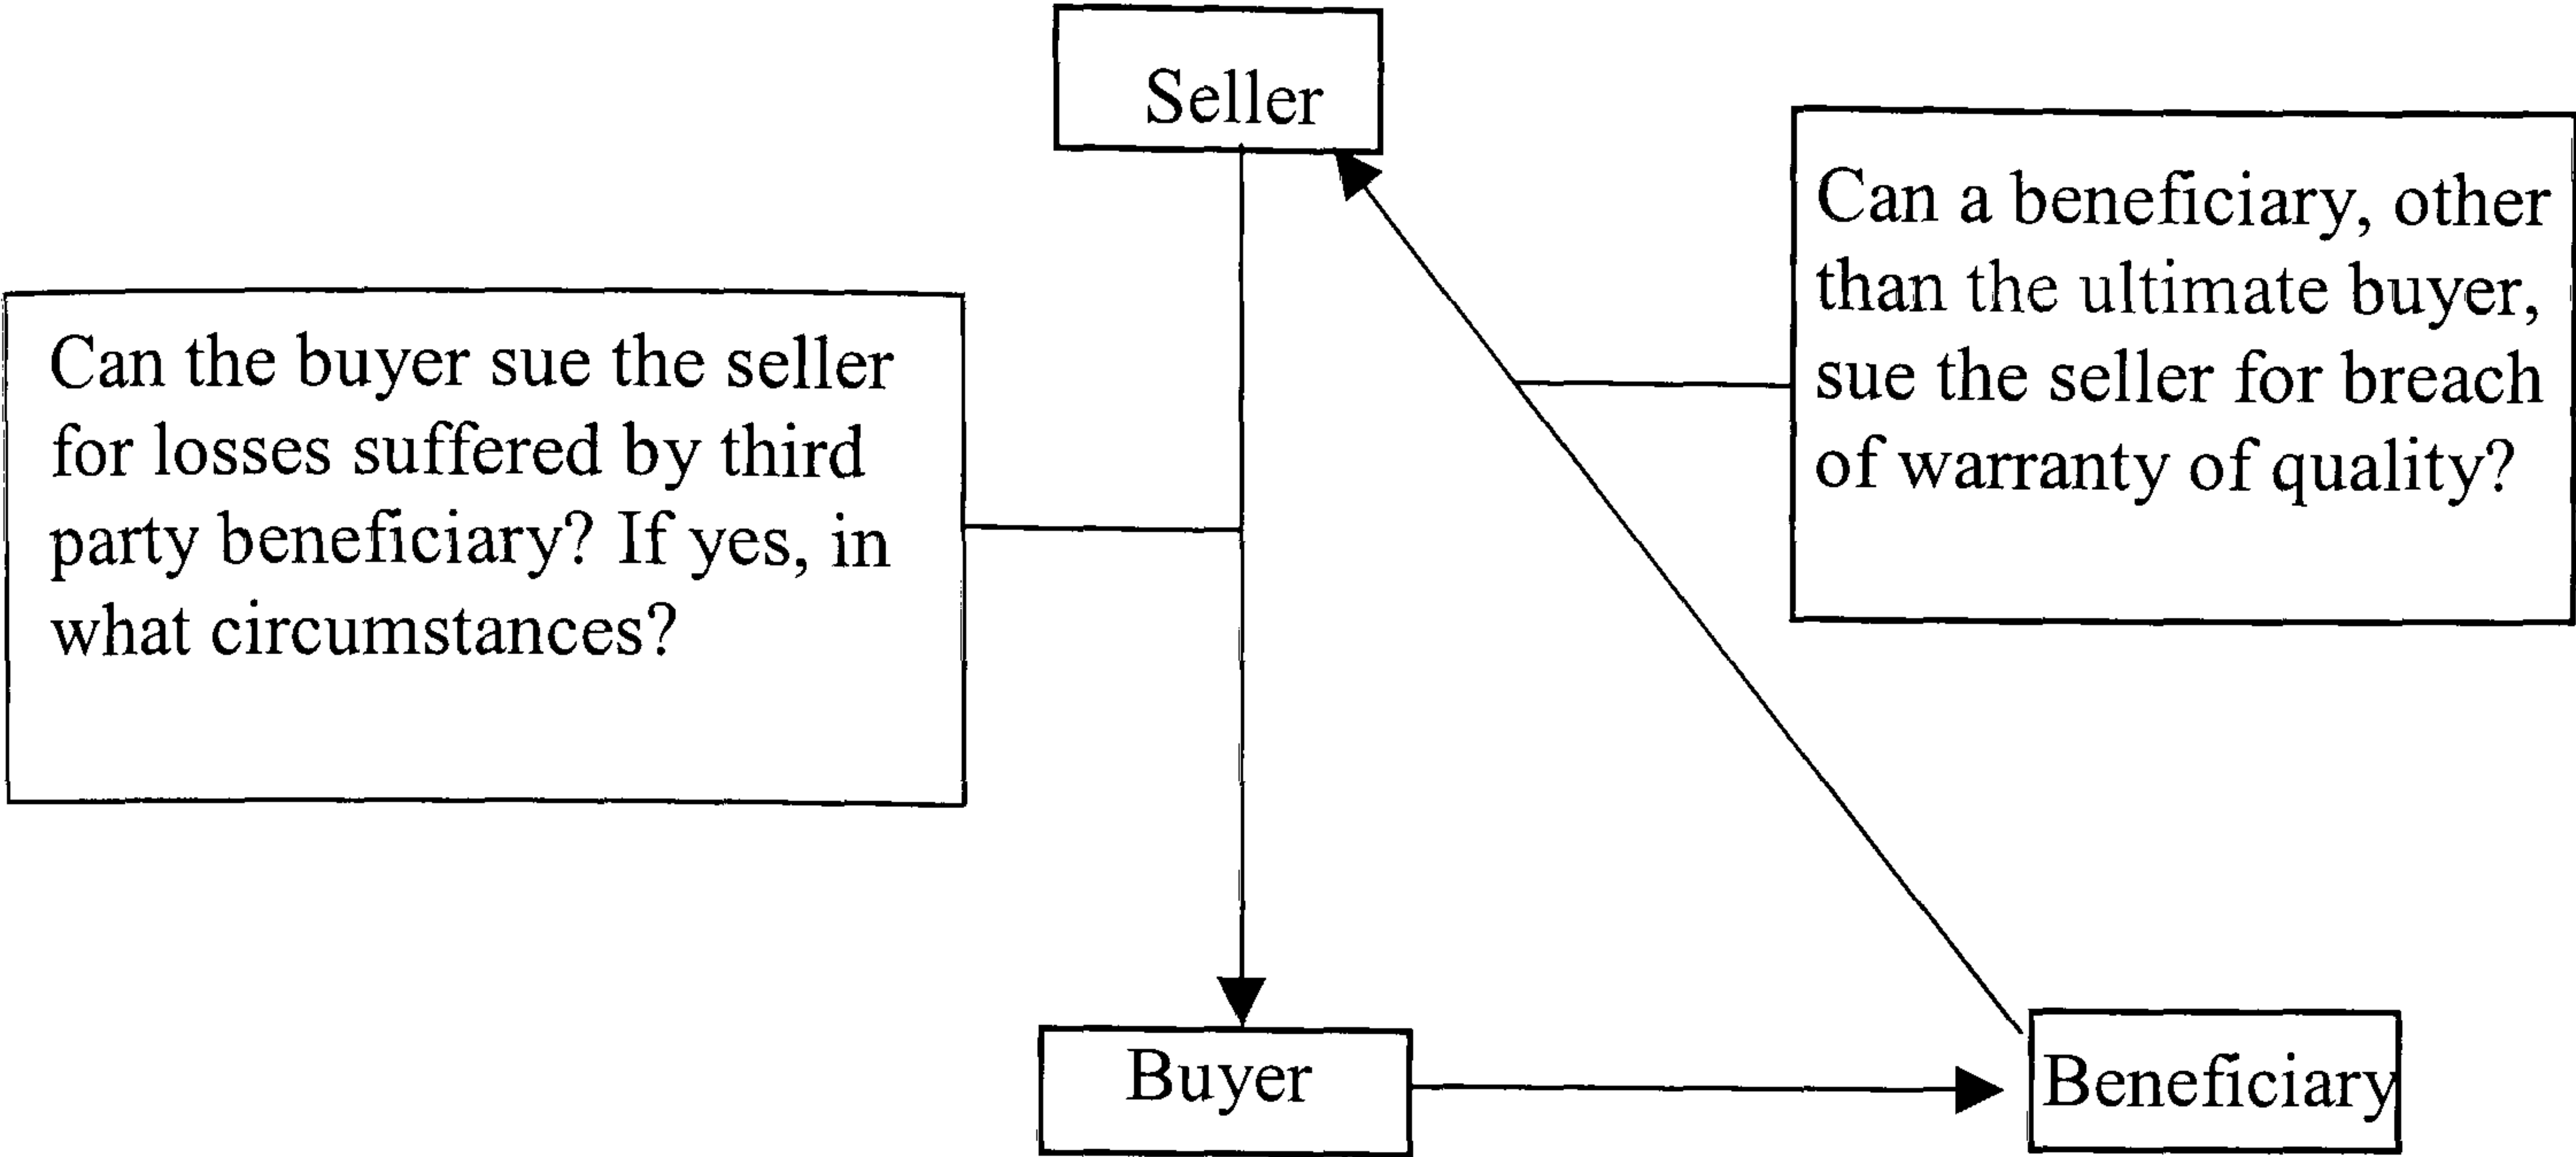 Seller
Can a beneficiary, other
than the ultimate buyer,
sue the seller for breach
of warranty of quality?
Can the buyer sue the seller
for losses suffered by third
party beneficiary? If yes, in
what circumstances?
Buyer
Beneficiary